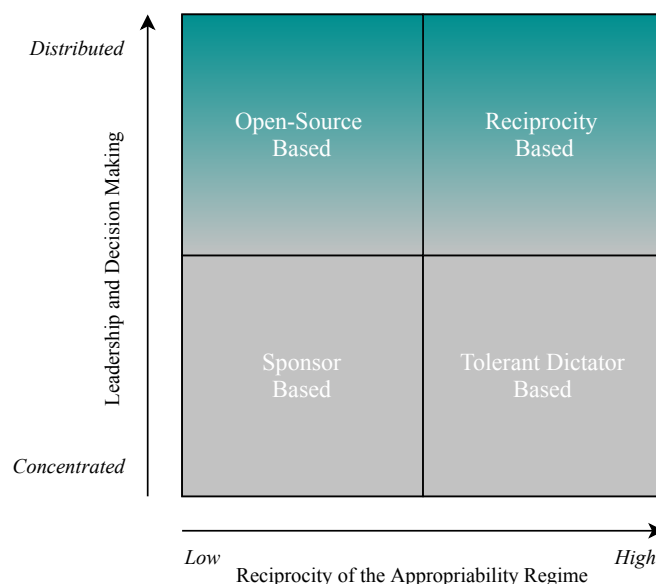 Distributed
Leadership and Decision Making
Concentrated
Open-Source
Based
Reciprocity
Based
Sponsor
Based
Tolerant Dictator
Based
Low
High
Reciprocity of the Appropriability Regime